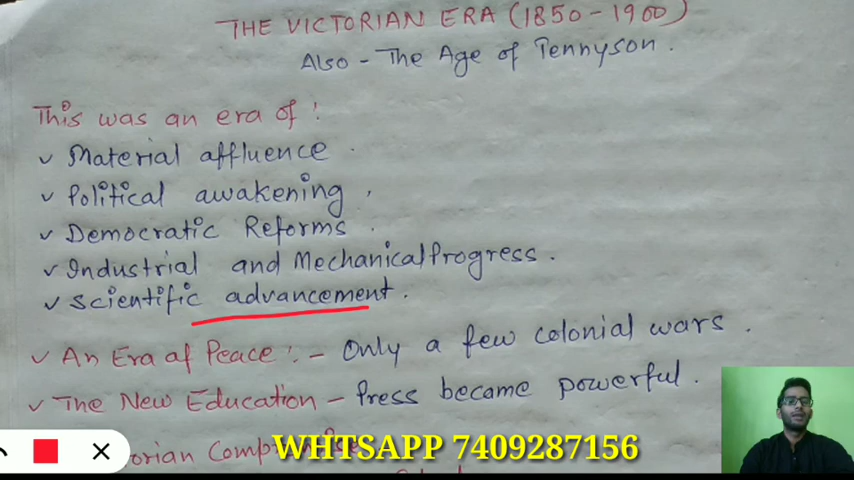 THE VICTORIAN ERA (1850-1900)
Also - The Age of Tennyson.
This was an era of :
✓ Material affluence.
✓ Political awakening,
✓ Democratic Reforms.
✓ Industrial and Mechanical Progress.
✓ Scientific advancement.
✓ An Era of Peace :- Only a few colonial wars.
✓ The New Education - Press became powerful.
WHTSAPP 7409287156